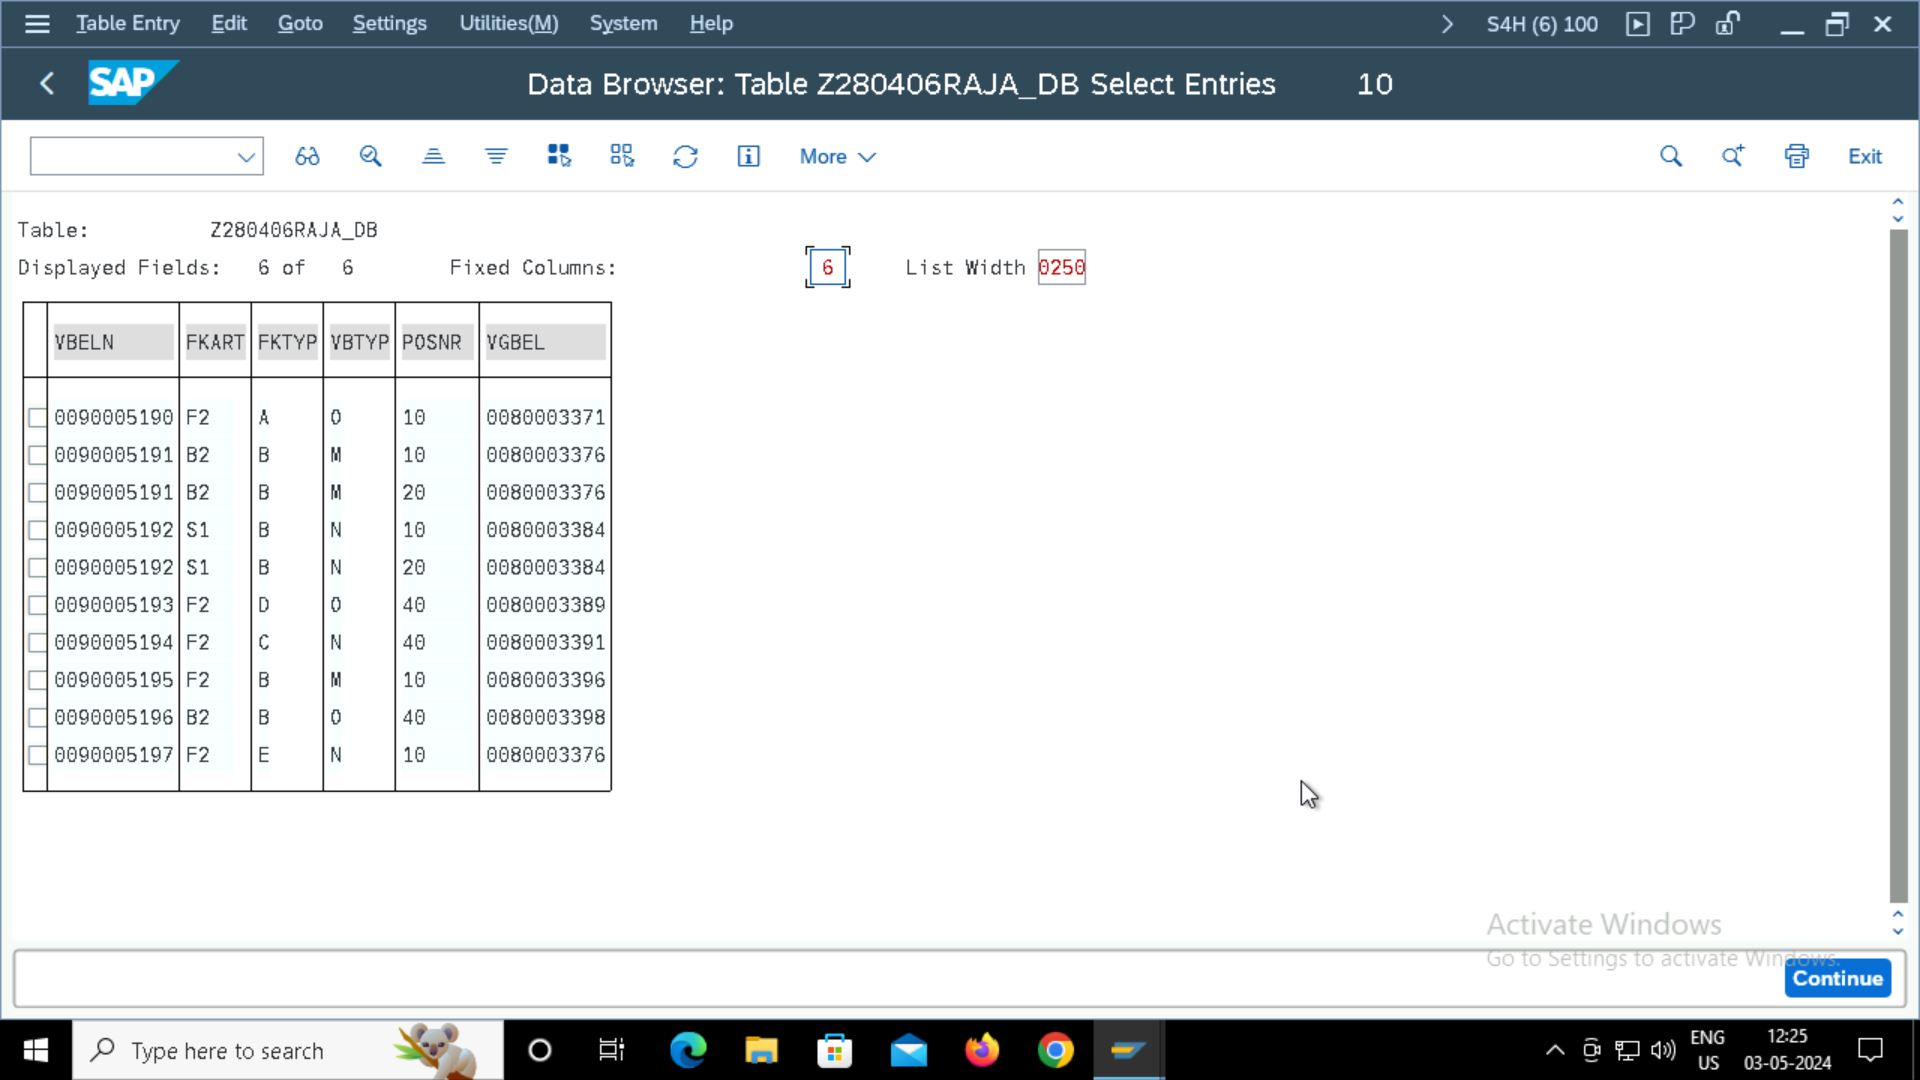 Table Entry Edit Goto Settings Utilities(M) System Help S4H (6) 100
SAP Data Browser: Table Z280406RAJA_DB Select Entries 10
More Exit
Table: Z280406RAJA_DB
Displayed Fields: 6 of 6 Fixed Columns: 6 List Width 0250
VBELN FKART FKTYP VBTYP POSNR VGBEL
0090005190 F2 A O 10 0080003371
0090005191 B2 B M 10 0080003376
0090005191 B2 B M 20 0080003376
0090005192 S1 B N 10 0080003384
0090005192 S1 B N 20 0080003384
0090005193 F2 D O 40 0080003389
0090005194 F2 C N 40 0080003391
0090005195 F2 B M 10 0080003396
0090005196 B2 B O 40 0080003398
0090005197 F2 E N 10 0080003376
Activate Windows
Go to Settings to activate Windows.
Continue
Type here to search
ENG
US
12:25
03-05-2024